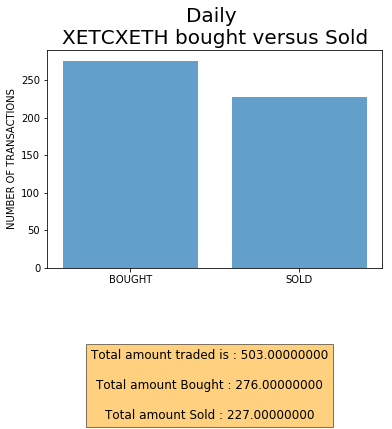 Daily
XETCXETH bought versus Sold
NUMBER OF TRANSACTIONS
250
200
150
100
50
0
BOUGHT
SOLD
Total amount traded is : 503.00000000
Total amount Bought : 276.00000000
Total amount Sold : 227.00000000